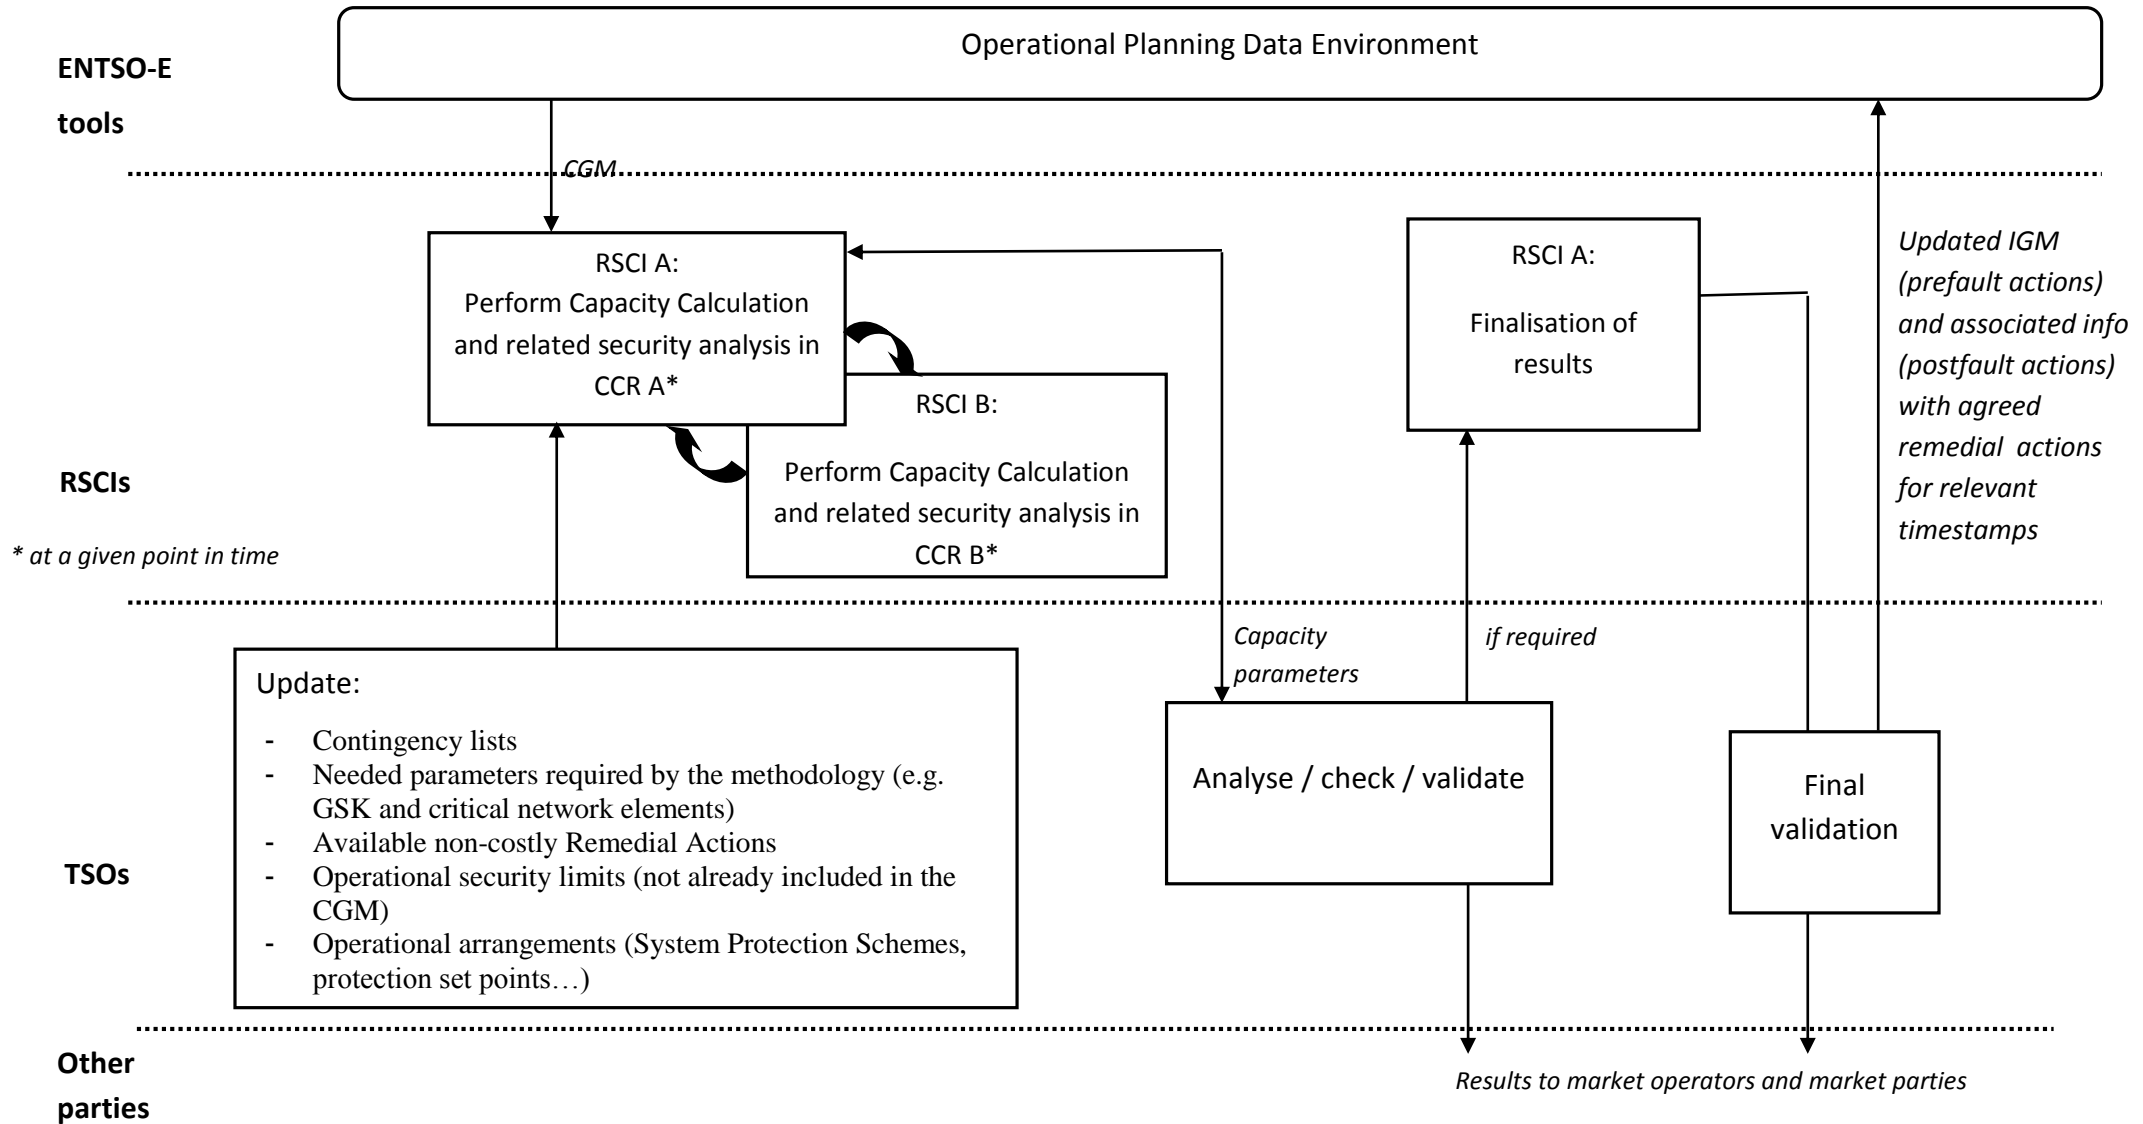 Operational Planning Data Environment
ENTSO-E
tools
CGM
RSCI A:
Perform Capacity Calculation
and related security analysis in
CCR A*
RSCI B:
Perform Capacity Calculation
and related security analysis in
CCR B*
RSCI A:
Finalisation of
results
Updated IGM
(prefault actions)
and associated info
(postfault actions)
with agreed
remedial actions
for relevant
timestamps
RSCIs
* at a given point in time
Capacity
parameters
if required
Update:
- Contingency lists
- Needed parameters required by the methodology (e.g.
GSK and critical network elements)
- Available non-costly Remedial Actions
- Operational security limits (not already included in the
CGM)
- Operational arrangements (System Protection Schemes,
protection set points…)
Analyse / check / validate
Final
validation
TSOs
Other
parties
Results to market operators and market parties